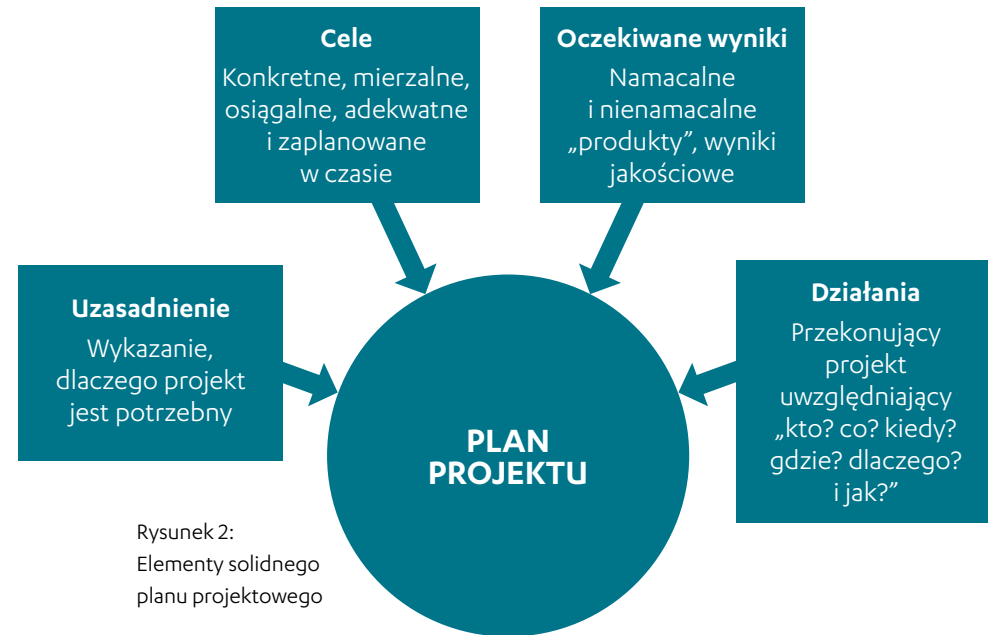 Cele
Konkretne, mierzalne,
osiągalne, adekwatne
i zaplanowane
w czasie
Oczekiwane wyniki
Namacalne
i nienamacalne
„produkty”, wyniki
jakościowe
Uzasadnienie
Wykazanie,
dlaczego projekt
jest potrzebny
Działania
Przekonujący
projekt
uwzględniający
„kto? co? kiedy?
gdzie? dlaczego?
i jak?”
PLAN
PROJEKTU
Rysunek 2:
Elementy solidnego
planu projektowego